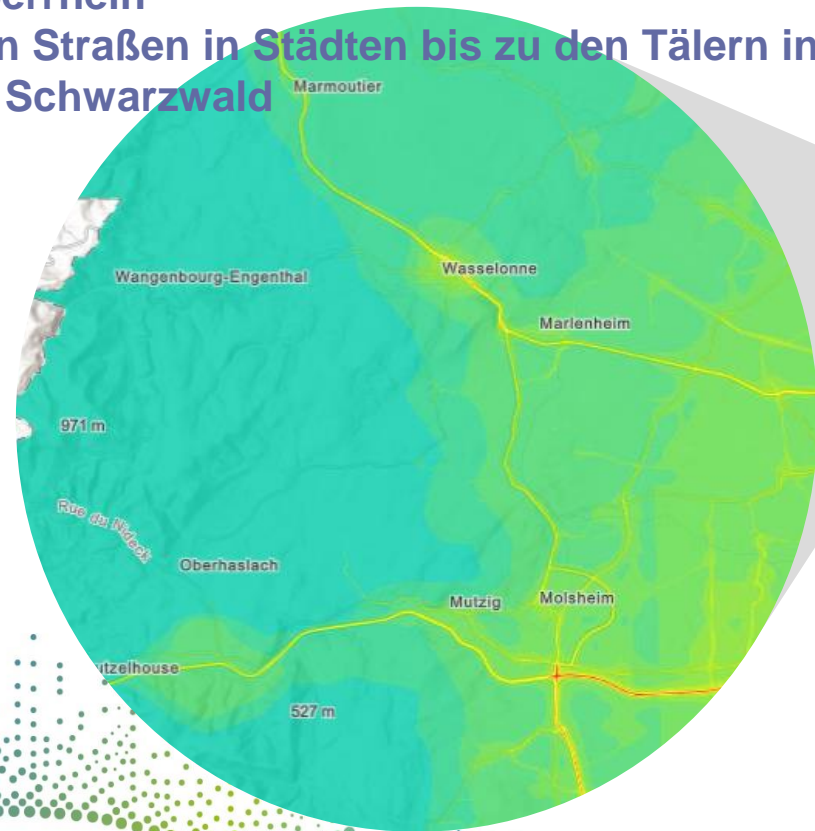 n Straßen in Städten bis zu den Tälern in
Schwarzwald
Marmoutier
Wasselonne
Wangenbourg-Engenthal
Marlenheim
971 m
Rue du Nideck
Oberhaslach
Mutzig
Molsheim
utzelhouse
527 m